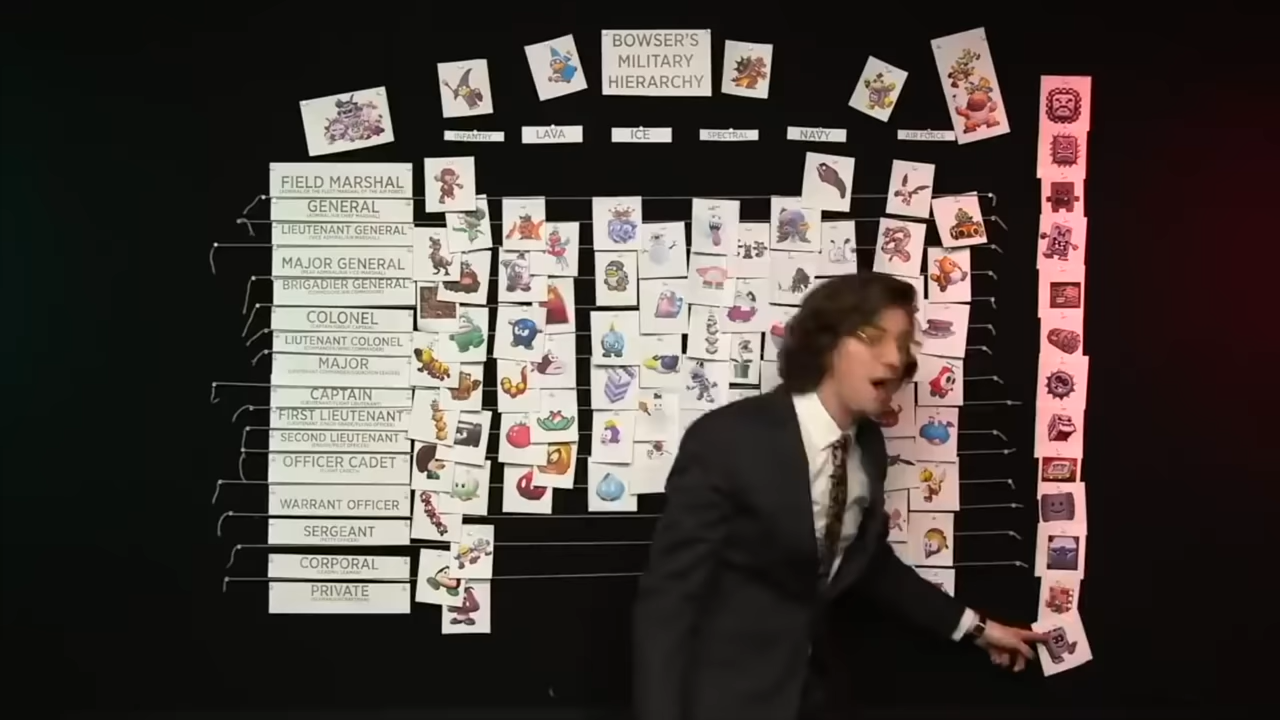 BOWSER'S
MILITARY
HIERARCHY
INFANTRY
LAVA
ICE
SPECTRAL
NAVY
AIR FORCE
FIELD MARSHAL
GENERAL
LIEUTENANT GENERAL
MAJOR GENERAL
BRIGADIER GENERAL
COLONEL
LIUTENANT COLONEL
MAJOR
CAPTAIN
FIRST LIEUTENANT
SECOND LIEUTENANT
OFFICER CADET
WARRANT OFFICER
SERGEANT
CORPORAL
PRIVATE